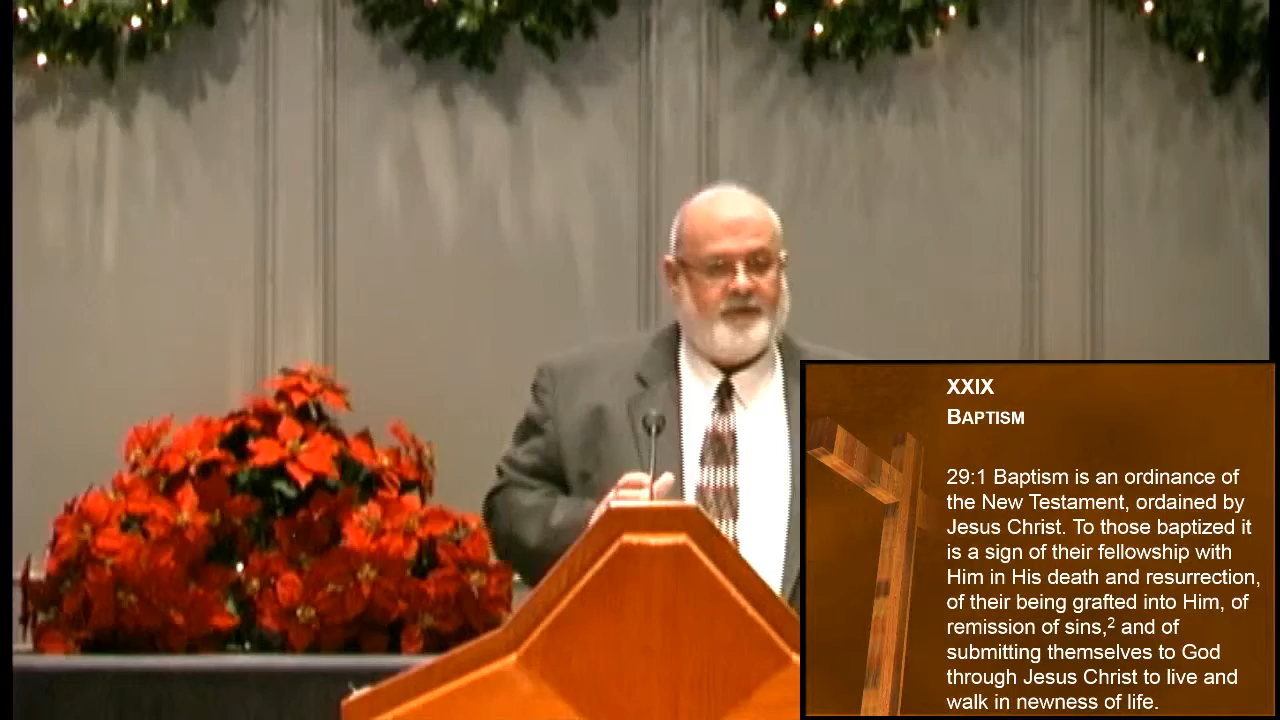 XXIX
BAPTISM
29:1 Baptism is an ordinance of
the New Testament, ordained by
Jesus Christ. To those baptized it
is a sign of their fellowship with
Him in His death and resurrection,
of their being grafted into Him, of
remission of sins,² and of
submitting themselves to God
through Jesus Christ to live and
walk in newness of life.